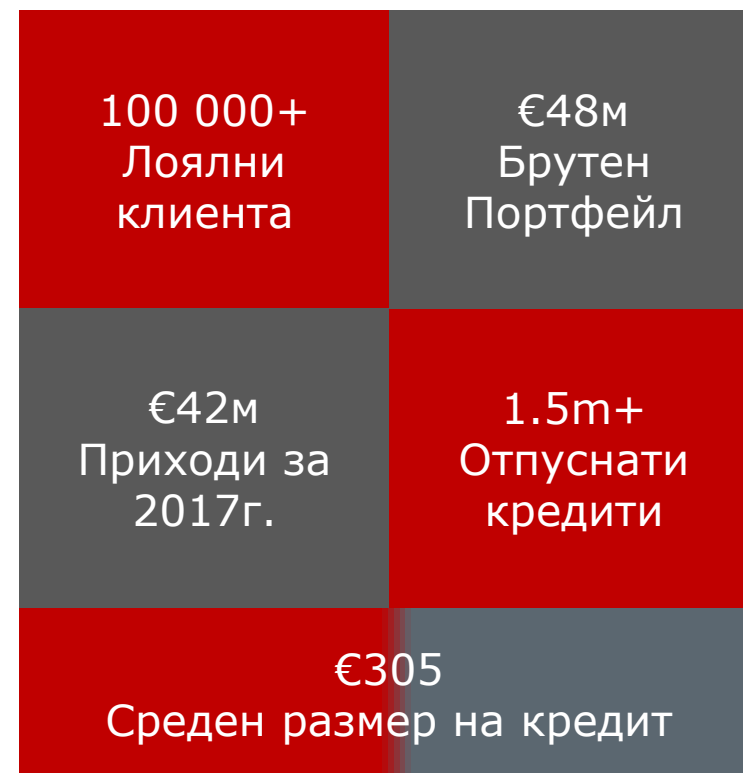 100 000+
Лоялни
клиента
€48м
Брутен
Портфейл
€42м
Приходи за
2017г.
1.5m+
Отпуснати
кредити
€305
Среден размер на кредит